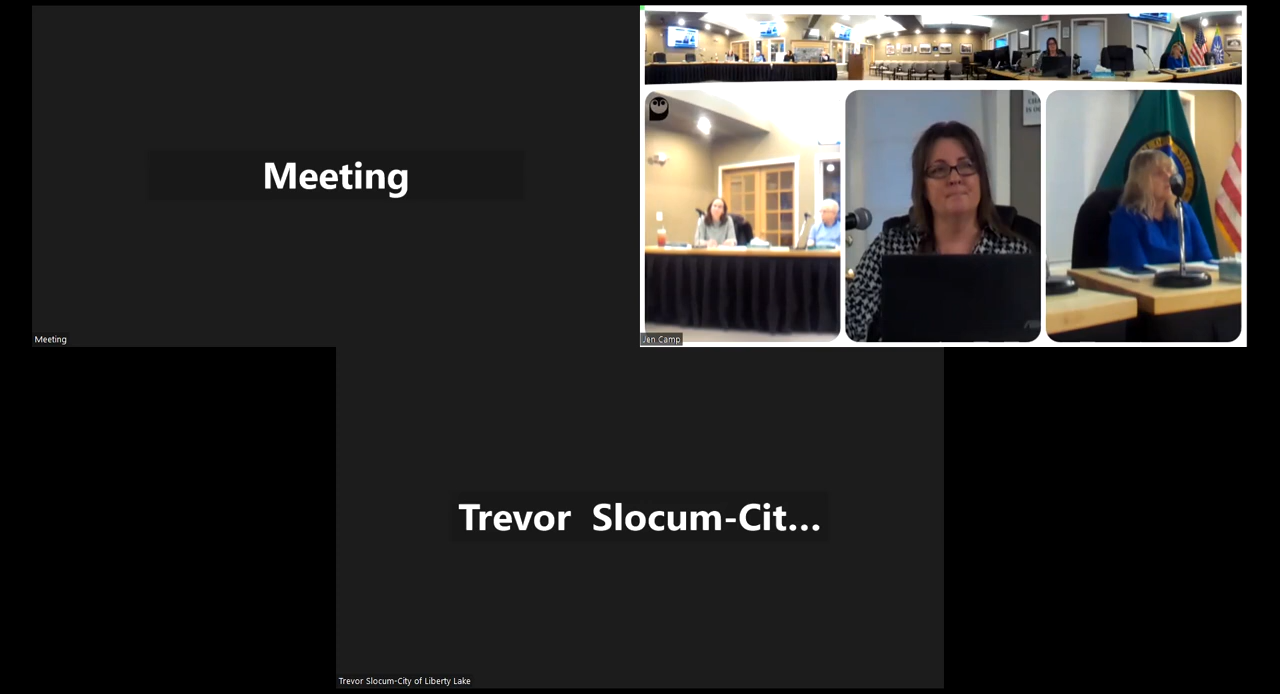 Meeting
Meeting
Jen Camp
Trevor Slocum-Cit...
Trevor Slocum-City of Liberty Lake